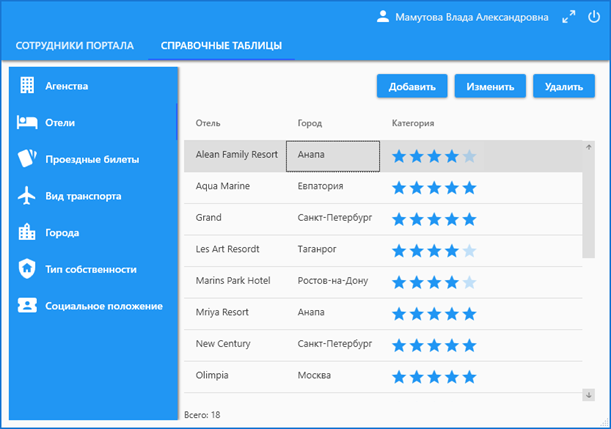 Мамутова Влада Александровна
СОТРУДНИКИ ПОРТАЛА СПРАВОЧНЫЕ ТАБЛИЦЫ
Агенства
Отели
Проездные билеты
Вид транспорта
Города
Тип собственности
Социальное положение
Добавить Изменить Удалить
Отель Город Категория
Alean Family Resort Анапа
Aqua Marine Евпатория
Grand Санкт-Петербург
Les Art Resordt Таганрог
Marins Park Hotel Ростов-на-Дону
Mriya Resort Анапа
New Century Санкт-Петербург
Olimpia Москва
Всего: 18